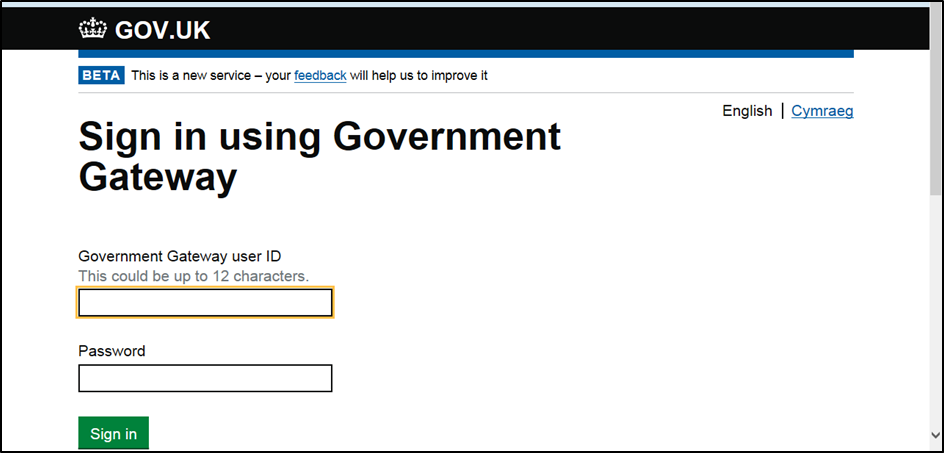 GOV.UK
BETA This is a new service – your feedback will help us to improve it
English | Cymraeg
Sign in using Government
Gateway
Government Gateway user ID
This could be up to 12 characters.
Password
Sign in